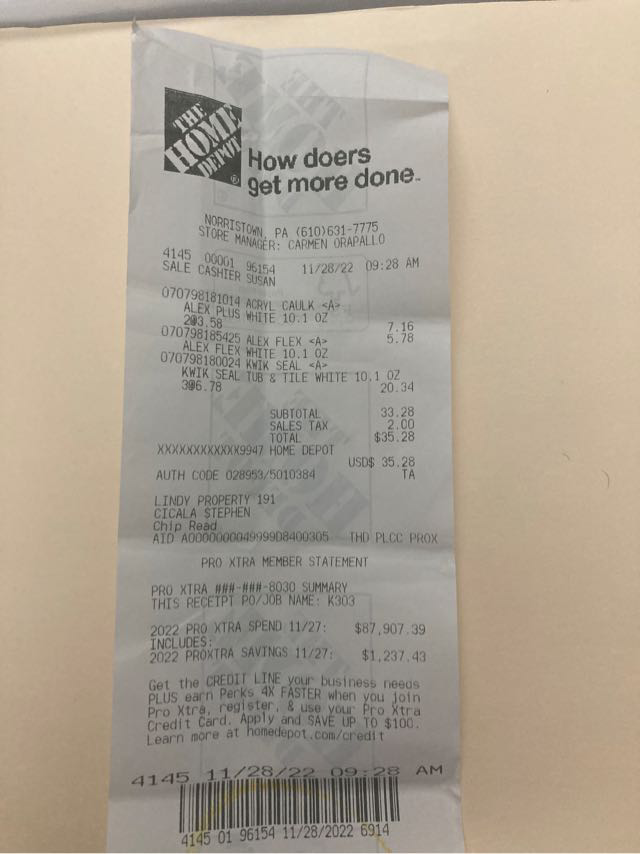 THE
HOME
DEPOT
®
How doers
get more done™
NORRISTOWN, PA (610)631-7775
STORE MANAGER: CARMEN ORAPALLO
4145 00001 96154 11/28/22 09:28 AM
SALE CASHIER SUSAN
070798181014 ACRYL CAULK <A>
ALEX PLUS WHITE 10.1 OZ
2@3.58 7.16
070798185425 ALEX FLEX <A> 5.78
ALEX FLEX WHITE 10.1 OZ
070798180024 KWIK SEAL <A>
KWIK SEAL TUB & TILE WHITE 10.1 OZ
3@6.78 20.34
SUBTOTAL 33.28
SALES TAX 2.00
TOTAL $35.28
XXXXXXXXXXXX9947 HOME DEPOT
USD$ 35.28
AUTH CODE 028953/5010384 TA
LINDY PROPERTY 191
CICALA STEPHEN
Chip Read
AID A0000000049999D8400305 THD PLCC PROX
PRO XTRA MEMBER STATEMENT
PRO XTRA ###-###-8030 SUMMARY
THIS RECEIPT PO/JOB NAME: K303
2022 PRO XTRA SPEND 11/27: $87,907.39
INCLUDES:
2022 PROXTRA SAVINGS 11/27: $1,237.43
Get the CREDIT LINE your business needs
PLUS earn Perks 4X FASTER when you join
Pro Xtra, register, & use your Pro Xtra
Credit Card. Apply and SAVE UP TO $100.
Learn more at homedepot.com/credit
4145 11/28/22 09:28 AM
4145 01 96154 11/28/2022 6914